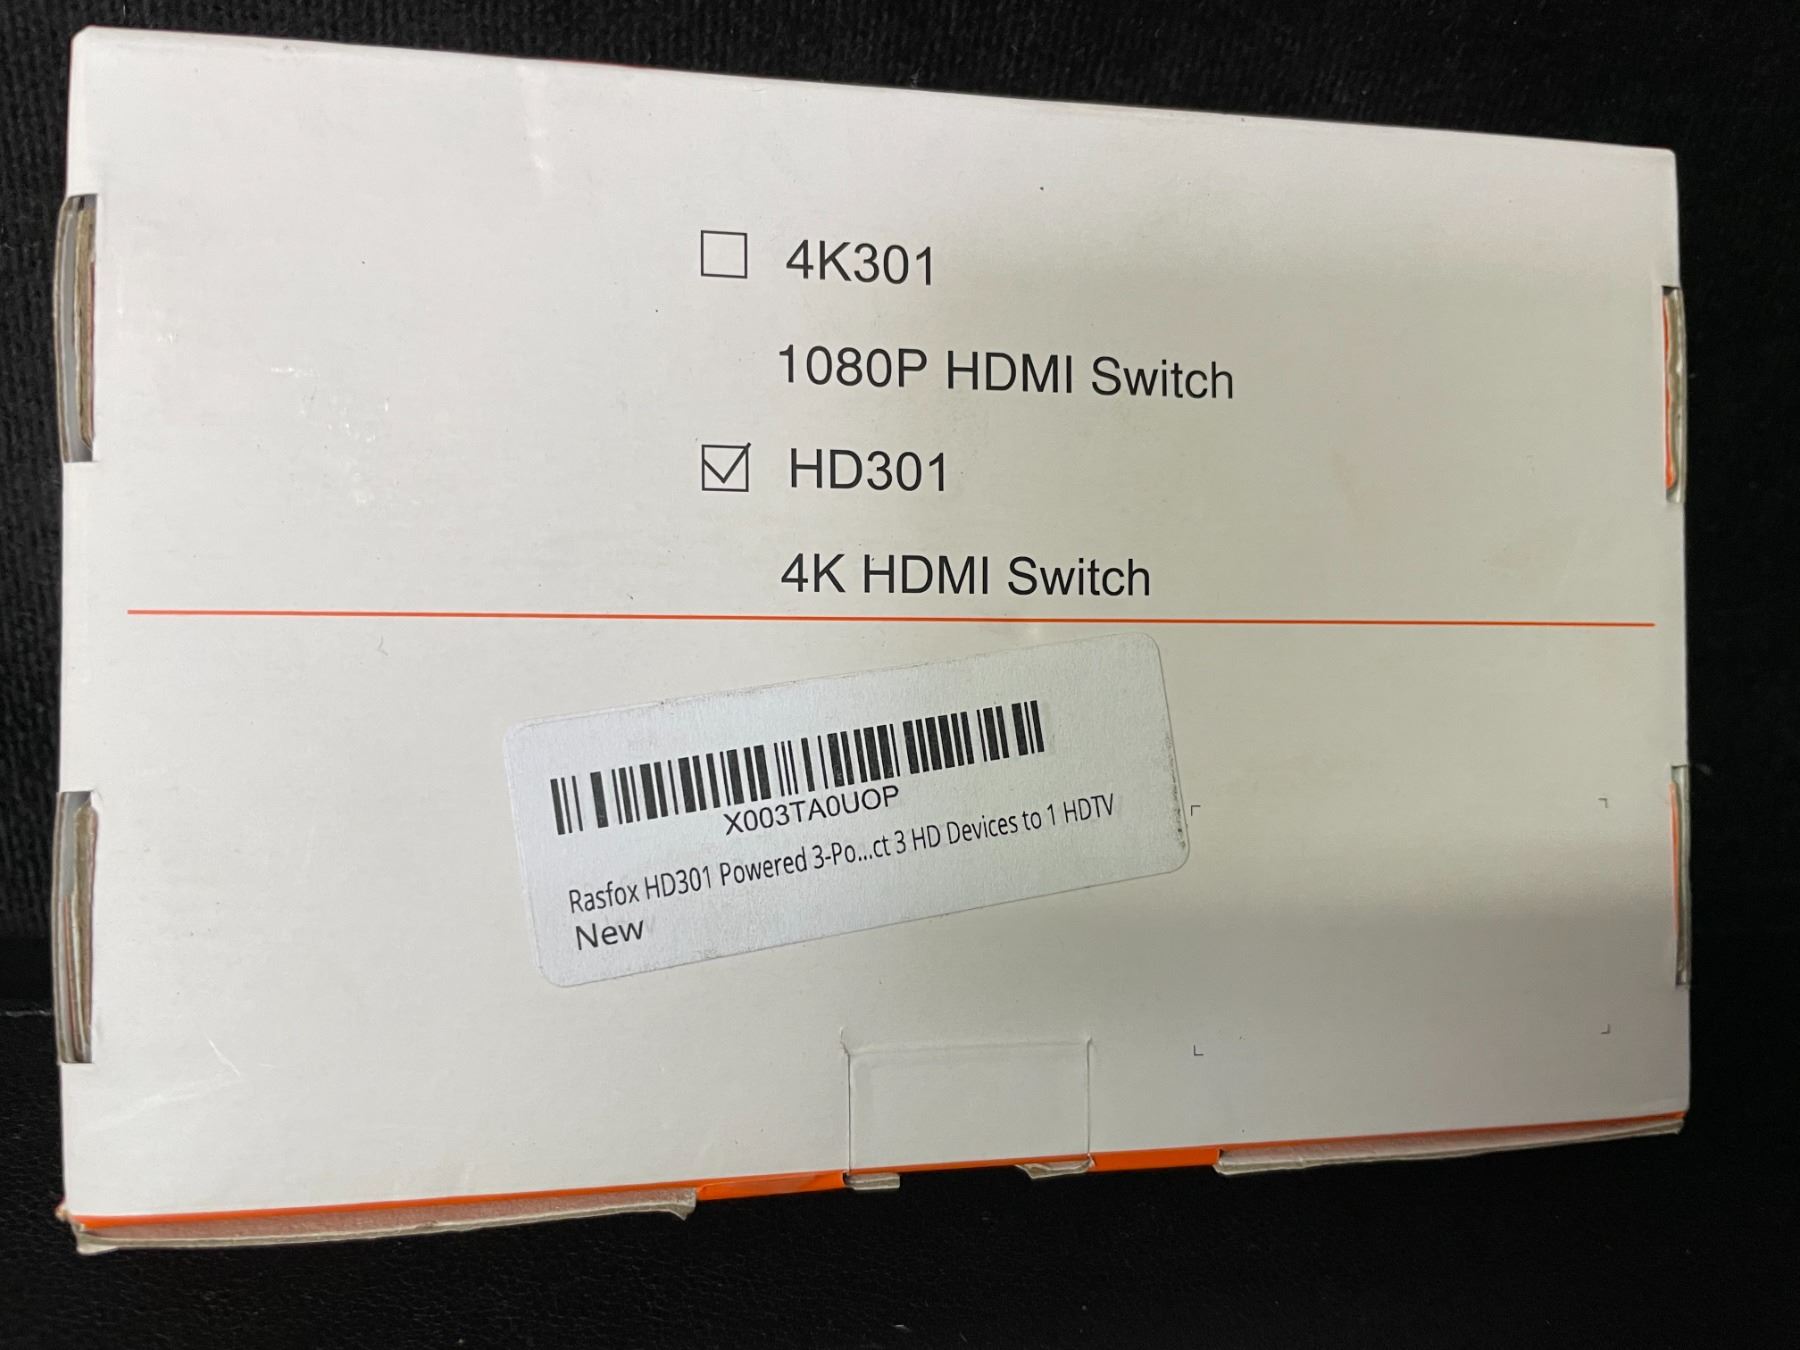 4K301
1080P HDMI Switch
HD301
4K HDMI Switch
X003TA0UOP
Rasfox HD301 Powered 3-Po...ct 3 HD Devices to 1 HDTV
New